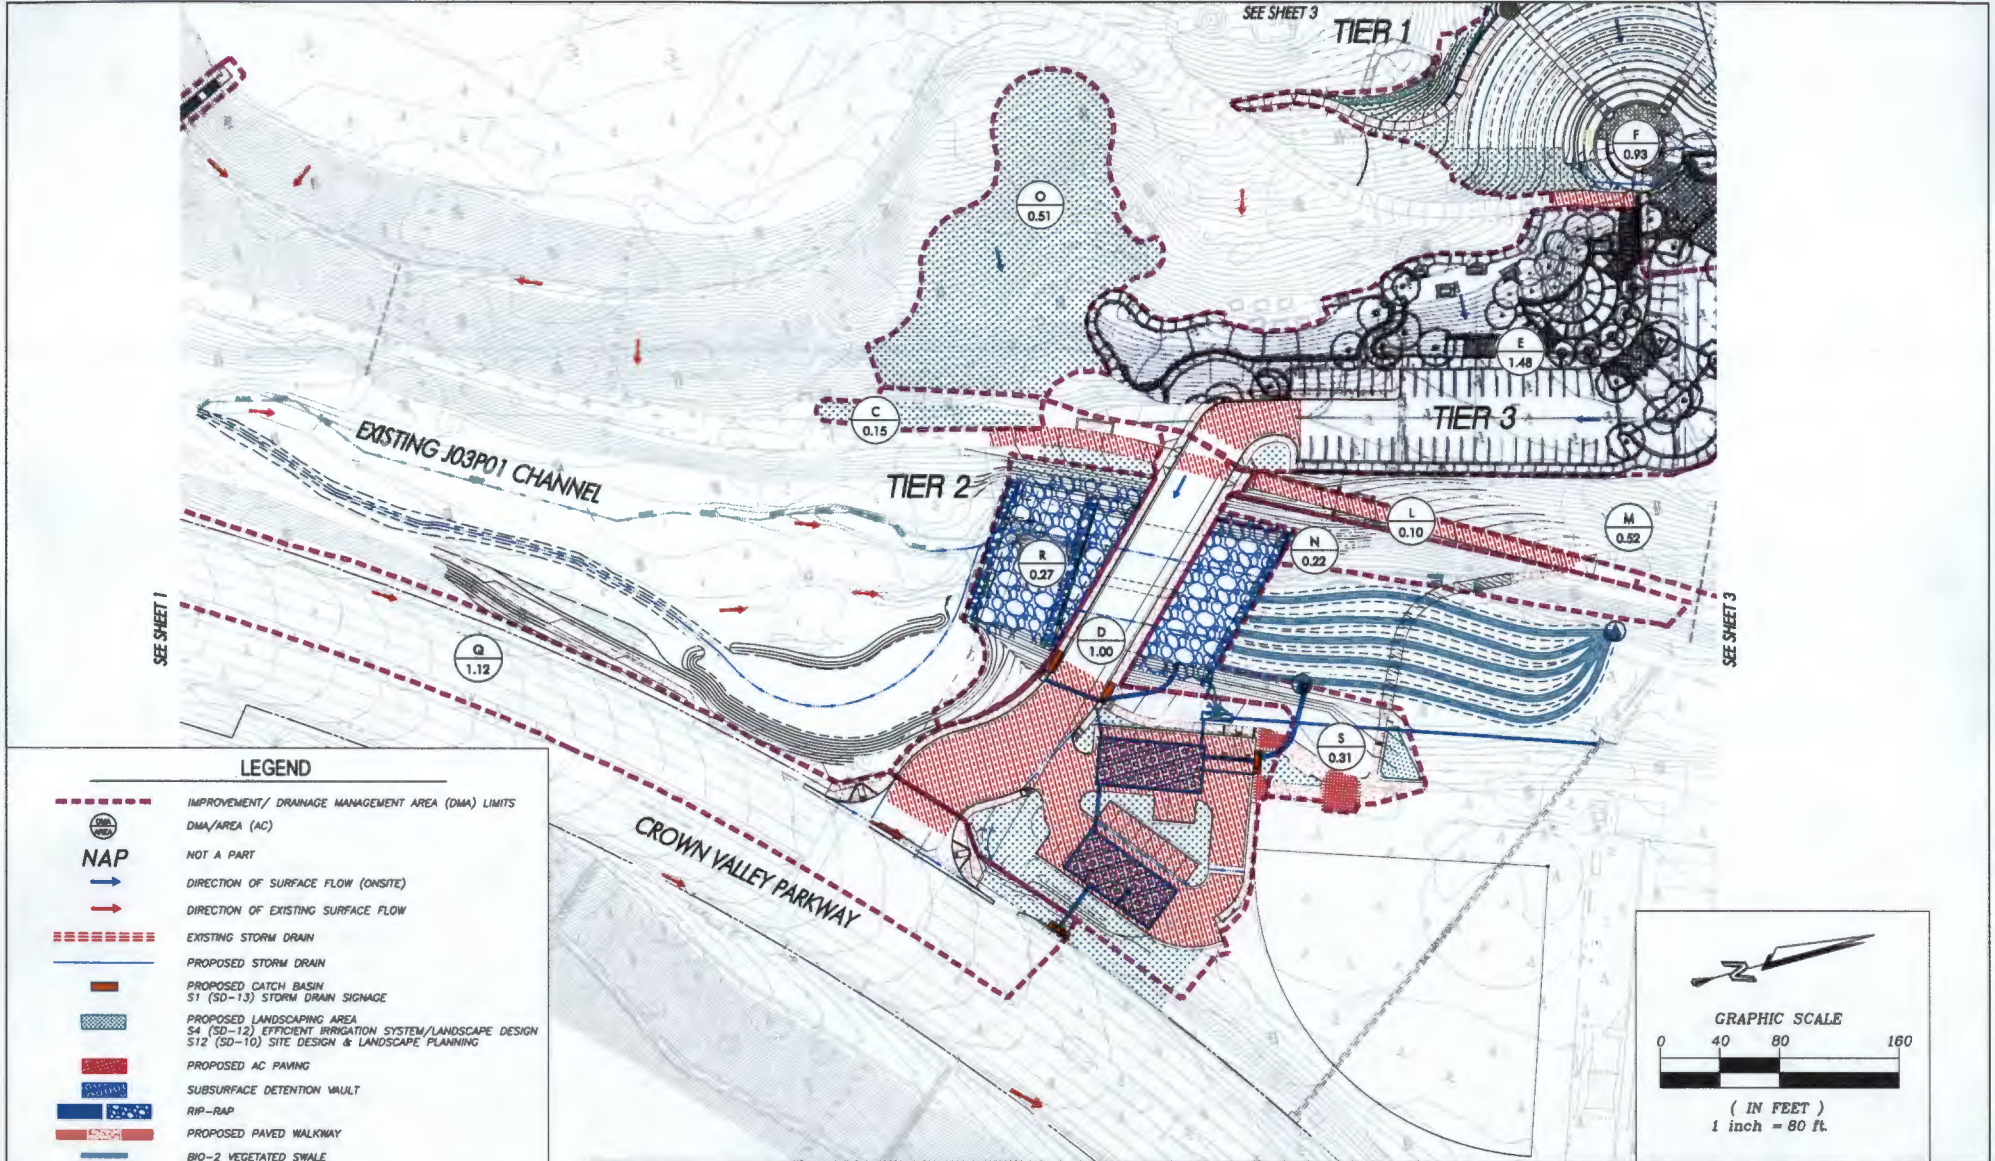 SEE SHEET 3
TIER 1
F
0.93
O
0.51
E
1.48
C
0.15
TIER 3
EXISTING J03P01 CHANNEL
TIER 2
L
0.10
M
0.52
N
0.22
R
0.27
SEE SHEET 1
SEE SHEET 3
Q
1.12
D
1.00
S
0.31
CROWN VALLEY PARKWAY
LEGEND
IMPROVEMENT/ DRAINAGE MANAGEMENT AREA (DMA) LIMITS
DMA
AREA
DMA/AREA (AC)
NAP
NOT A PART
DIRECTION OF SURFACE FLOW (ONSITE)
DIRECTION OF EXISTING SURFACE FLOW
EXISTING STORM DRAIN
PROPOSED STORM DRAIN
PROPOSED CATCH BASIN
S1 (SD-13) STORM DRAIN SIGNAGE
PROPOSED LANDSCAPING AREA
S4 (SD-12) EFFICIENT IRRIGATION SYSTEM/LANDSCAPE DESIGN
S12 (SD-10) SITE DESIGN & LANDSCAPE PLANNING
PROPOSED AC PAVING
SUBSURFACE DETENTION VAULT
RIP-RAP
PROPOSED PAVED WALKWAY
BIO-2 VEGETATED SWALE
Z
GRAPHIC SCALE
0 40 80 160
( IN FEET )
1 inch = 80 ft.